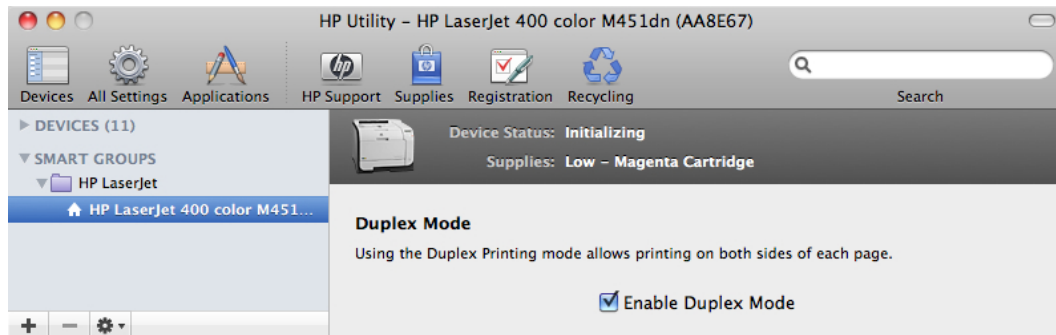 HP Utility – HP LaserJet 400 color M451dn (AA8E67)
Devices All Settings Applications HP Support Supplies Registration Recycling Search
DEVICES (11)
SMART GROUPS
HP LaserJet
HP LaserJet 400 color M451...
Device Status: Initializing
Supplies: Low – Magenta Cartridge
Duplex Mode
Using the Duplex Printing mode allows printing on both sides of each page.
Enable Duplex Mode